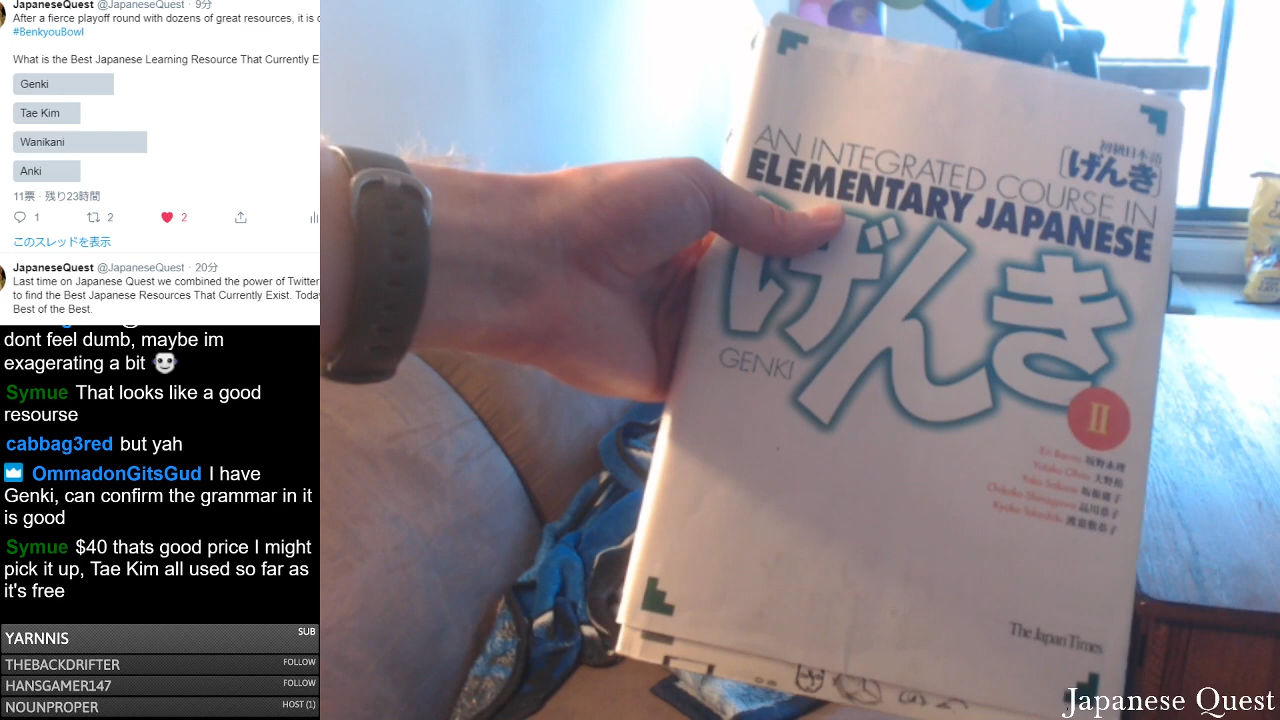 JapaneseQuest @JapaneseQuest · 9分
After a fierce playoff round with dozens of great resources, it is
#BenkyouBowl
What is the Best Japanese Learning Resource That Currently
Genki
Tae Kim
Wanikani
Anki
11票 · 残り23時間
1 2 2
このスレッドを表示
JapaneseQuest @JapaneseQuest · 20分
Last time on Japanese Quest we combined the power of Twitter
to find the Best Japanese Resources That Currently Exist.
Best of the Best.
dont feel dumb, maybe im
exagerating a bit
Symue That looks like a good
resourse
cabbag3red but yah
OmmadonGitsGud I have
Genki, can confirm the grammar in it
is good
Symue $40 thats good price I might
pick it up, Tae Kim all used so far as
it's free
YARNNIS SUB
THEBACKDRIFTER FOLLOW
HANSGAMER147 FOLLOW
NOUNPROPER HOST (1)
初級日本語
[げんき]
AN INTEGRATED COURSE IN
ELEMENTARY JAPANESE
げんき
GENKI
II
The Japan Times
Japanese Quest